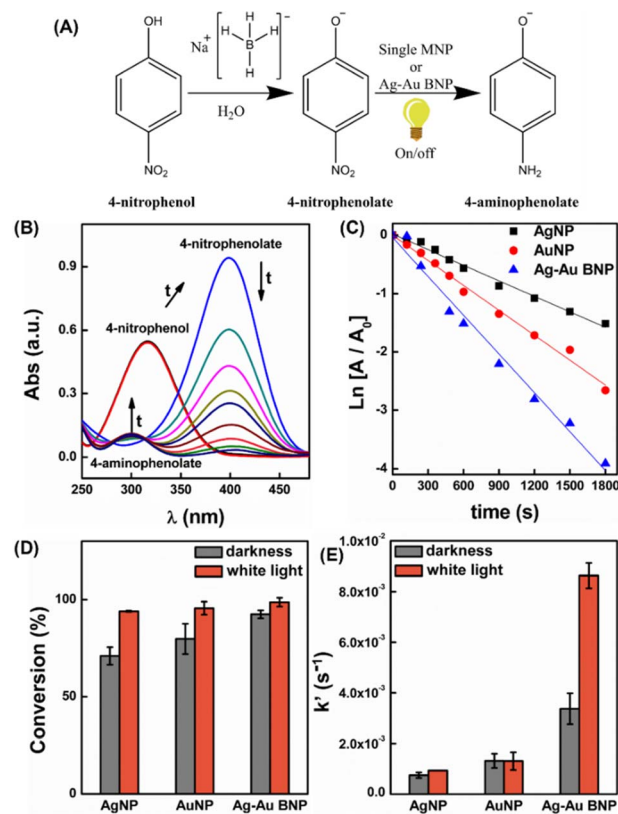 (A)
OH
Na+
H
H
B
H
H
−
H₂O
NO₂
4-nitrophenol
O⁻
NO₂
4-nitrophenolate
Single MNP
or
Ag-Au BNP
On/off
O⁻
NH₂
4-aminophenolate
(B)
4-nitrophenolate
t
t
4-nitrophenol
t
4-aminophenolate
Abs (a.u.)
0.9
0.6
0.3
0.0
250 300 350 400 450
λ (nm)
(C)
AgNP
AuNP
Ag-Au BNP
Ln [A / A₀]
0
-1
-2
-3
-4
0 300 600 900 1200 1500 1800
time (s)
(D)
darkness
white light
Conversion (%)
100
50
0
AgNP AuNP Ag-Au BNP
(E)
darkness
white light
k' (s⁻¹)
1.0x10⁻²
8.0x10⁻³
6.0x10⁻³
4.0x10⁻³
2.0x10⁻³
0.0
AgNP AuNP Ag-Au BNP